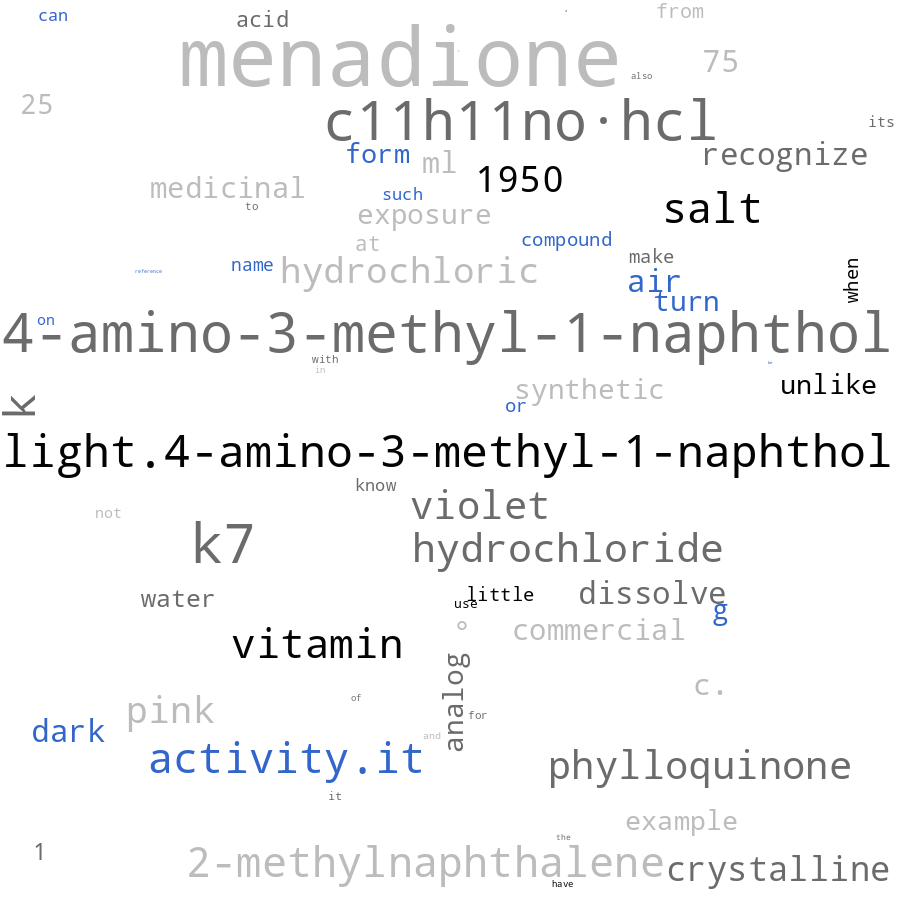 can
acid
from
menadione
75
also
25
c11h11no·hcl
its
form
ml
recognize
1950
medicinal
such
salt
to
exposure
at
compound
make
name
hydrochloric
reference
air
when
turn
4-amino-3-methyl-1-naphthol
on
with
in
synthetic
unlike
k
or
light.4-amino-3-methyl-1-naphthol
know
violet
not
k7
hydrochloride
water
little
dissolve
use
g
°
commercial
vitamin
analog
c.
of
pink
for
dark
and
activity.it
phylloquinone
it
example
the
1
2-methylnaphthalene
crystalline
have